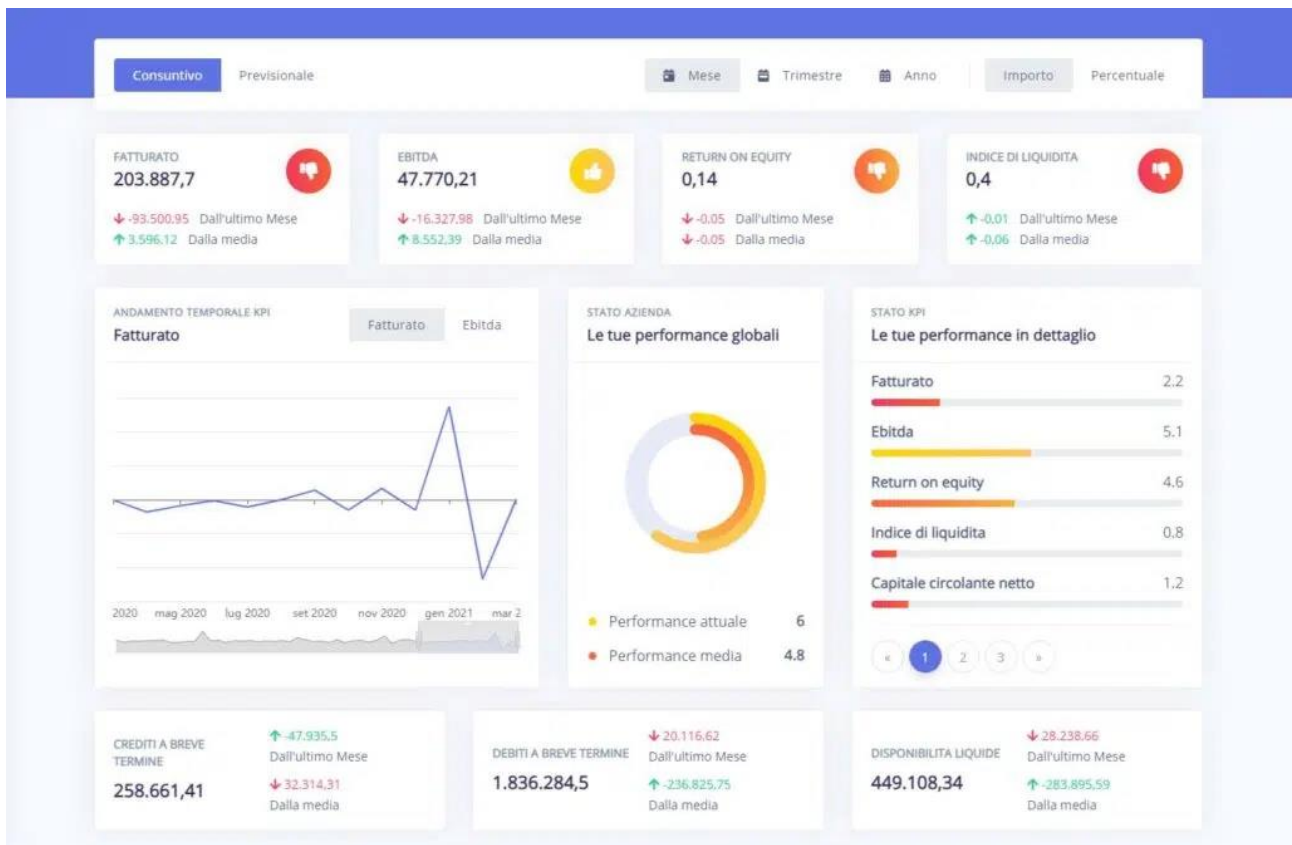 Consuntivo Previsionale Mese Trimestre Anno Importo Percentuale
FATTURATO
203.887,7
-93.500.95 Dall'ultimo Mese
3.596,12 Dalla media
EBITDA
47.770,21
-16.327,98 Dall'ultimo Mese
8.552,39 Dalla media
RETURN ON EQUITY
0,14
-0.05 Dall'ultimo Mese
-0.05 Dalla media
INDICE DI LIQUIDITA
0,4
-0,01 Dall'ultimo Mese
-0,06 Dalla media
ANDAMENTO TEMPORALE KPI
Fatturato
Fatturato Ebitda
2020 mag 2020 lug 2020 set 2020 nov 2020 gen 2021 mar 2
STATO AZIENDA
Le tue performance globali
Performance attuale 6
Performance media 4.8
STATO KPI
Le tue performance in dettaglio
Fatturato 2.2
Ebitda 5.1
Return on equity 4.6
Indice di liquidita 0.8
Capitale circolante netto 1.2
« 1 2 3 »
CREDITI A BREVE
TERMINE
258.661,41
-47.935,5
Dall'ultimo Mese
32.314,31
Dalla media
DEBITI A BREVE TERMINE
1.836.284,5
20.116,62
Dall'ultimo Mese
-236.825,75
Dalla media
DISPONIBILITA LIQUIDE
449.108,34
28.238,66
Dall'ultimo Mese
-283.895,59
Dalla media